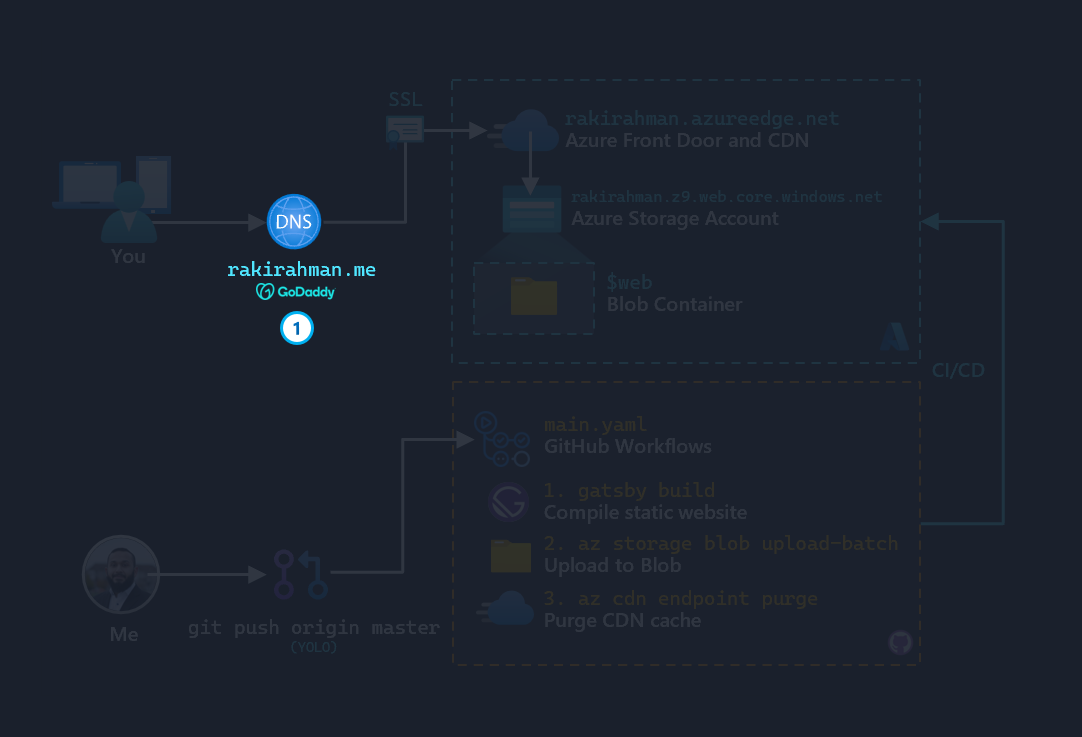 SSL
rakirahman.azureedge.net
Azure Front Door and CDN
rakirahman.z9.web.core.windows.net
Azure Storage Account
You
DNS
rakirahman.me
GoDaddy
1
$web
Blob Container
CI/CD
main.yaml
GitHub Workflows
1. gatsby build
Compile static website
2. az storage blob upload-batch
Upload to Blob
3. az cdn endpoint purge
Purge CDN cache
Me
git push origin master
(YOLO)